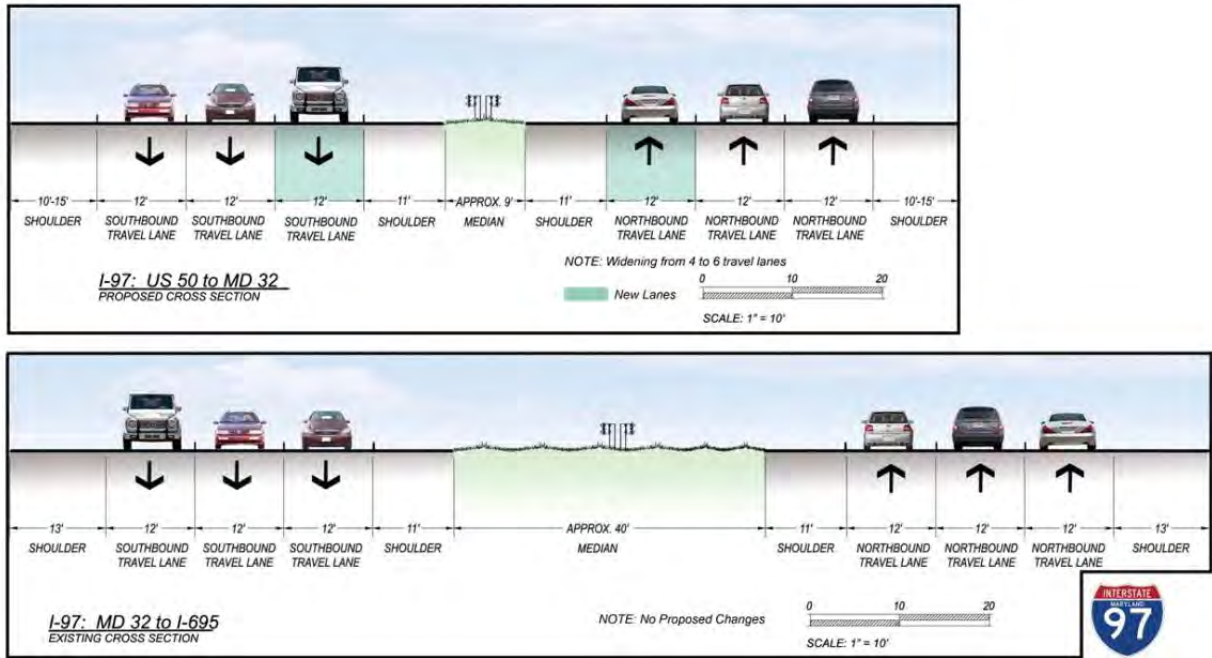 10'-15'
SHOULDER
12'
SOUTHBOUND
TRAVEL LANE
12'
SOUTHBOUND
TRAVEL LANE
12'
SOUTHBOUND
TRAVEL LANE
11'
SHOULDER
APPROX. 9'
MEDIAN
11'
SHOULDER
12'
NORTHBOUND
TRAVEL LANE
12'
NORTHBOUND
TRAVEL LANE
12'
NORTHBOUND
TRAVEL LANE
10'-15'
SHOULDER
I-97: US 50 to MD 32
PROPOSED CROSS SECTION
NOTE: Widening from 4 to 6 travel lanes
New Lanes
0 10 20
SCALE: 1" = 10'
13'
SHOULDER
12'
SOUTHBOUND
TRAVEL LANE
12'
SOUTHBOUND
TRAVEL LANE
12'
SOUTHBOUND
TRAVEL LANE
11'
SHOULDER
APPROX. 40'
MEDIAN
11'
SHOULDER
12'
NORTHBOUND
TRAVEL LANE
12'
NORTHBOUND
TRAVEL LANE
12'
NORTHBOUND
TRAVEL LANE
13'
SHOULDER
I-97: MD 32 to I-695
EXISTING CROSS SECTION
NOTE: No Proposed Changes
0 10 20
SCALE: 1" = 10'
INTERSTATE
MARYLAND
97